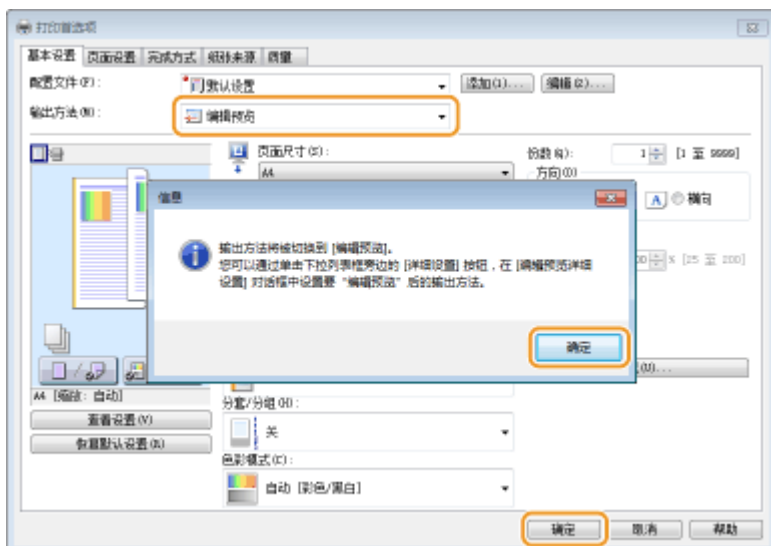 打印首选项
基本设置 页面设置 完成方式 纸张来源 质量
配置文件(F): 默认设置 添加(1)... 编辑(2)...
输出方法(N): 编辑预览
页面尺寸(S): 份数(Q): 1 [1 至 9999]
A4 方向(O)
A 横向
信息
输出方法将被切换到 [编辑预览]。
您可以通过单击下拉列表框旁边的 [详细设置] 按钮，在 [编辑预览详细
设置] 对话框中设置要 "编辑预览" 后的输出方法。
% [25 至 200]
确定
(U)...
A4 [缩放: 自动]
分套/分组(H):
查看设置(V) 关
恢复默认设置(R)
色彩模式(C):
自动 [彩色/黑白]
确定 取消 帮助